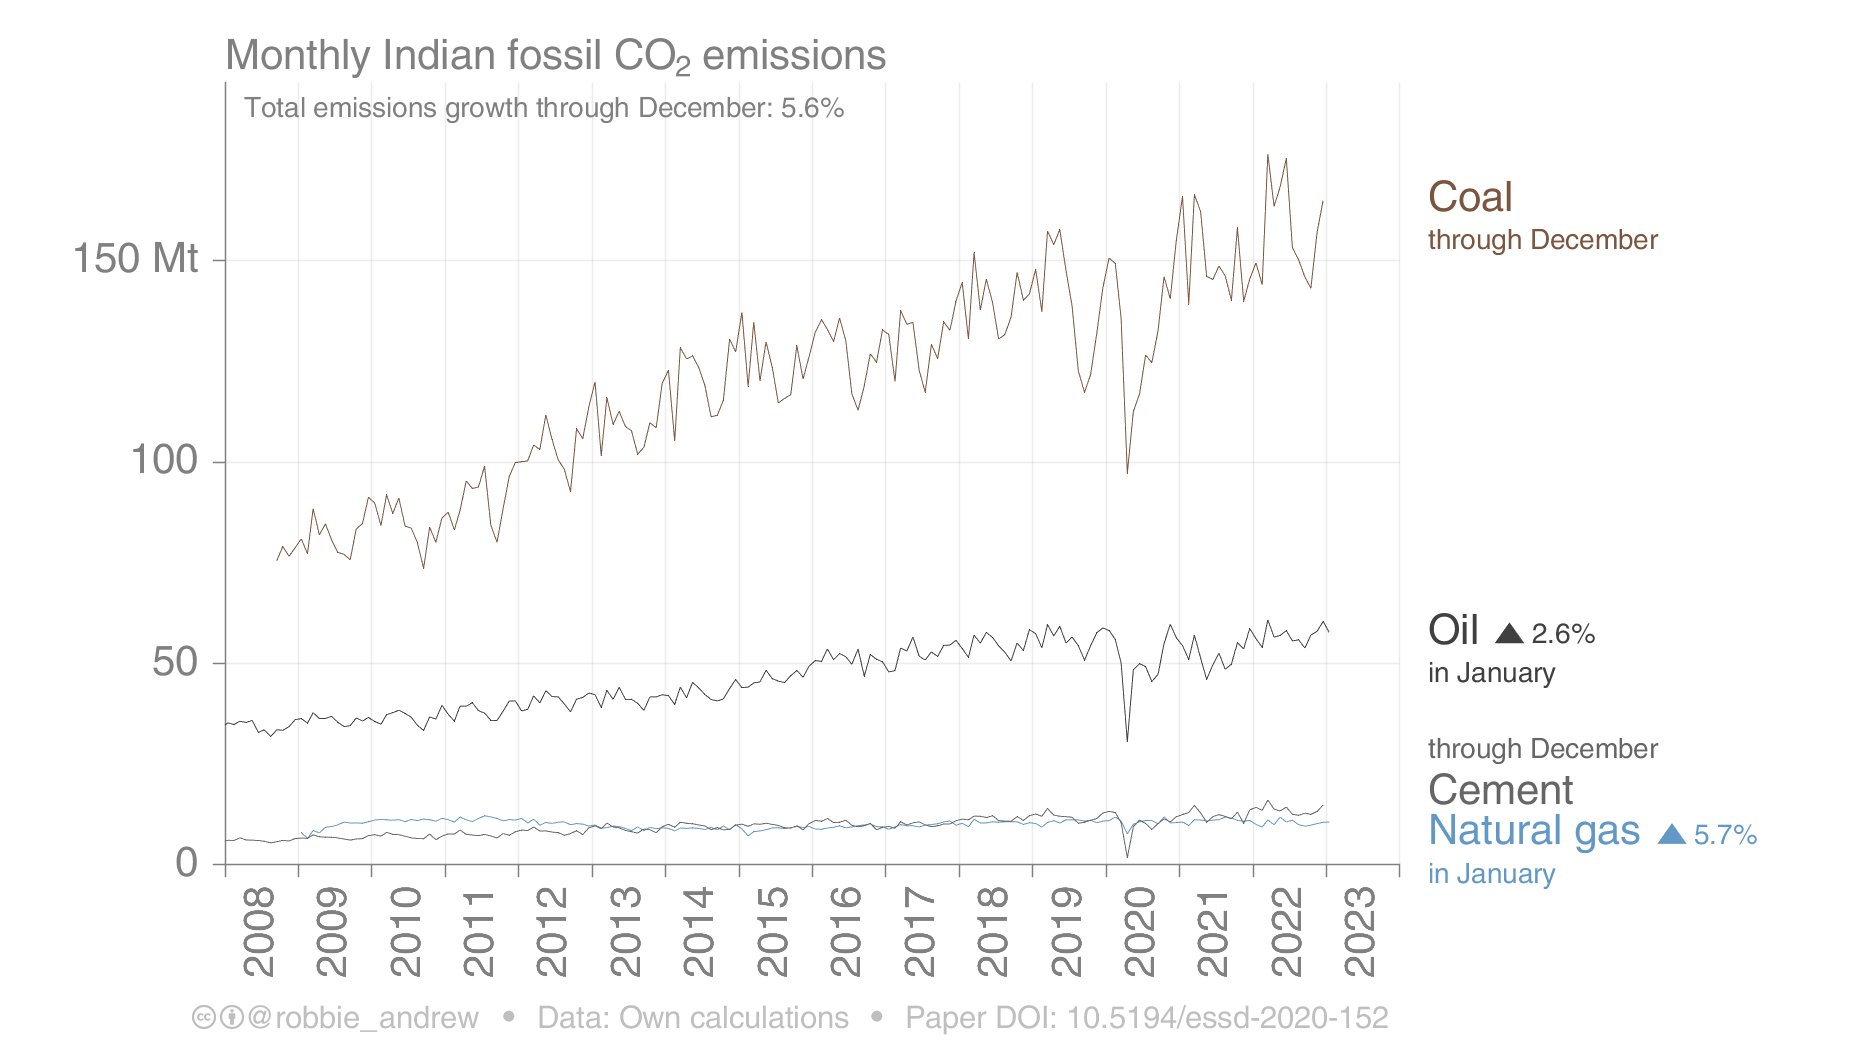 Monthly Indian fossil CO₂ emissions
Total emissions growth through December: 5.6%
150 Mt
100
50
0
2008
2009
2010
2011
2012
2013
2014
2015
2016
2017
2018
2019
2020
2021
2022
2023
Coal
through December
Oil ▲ 2.6%
in January
through December
Cement
Natural gas ▲ 5.7%
in January
@robbie_andrew • Data: Own calculations • Paper DOI: 10.5194/essd-2020-152